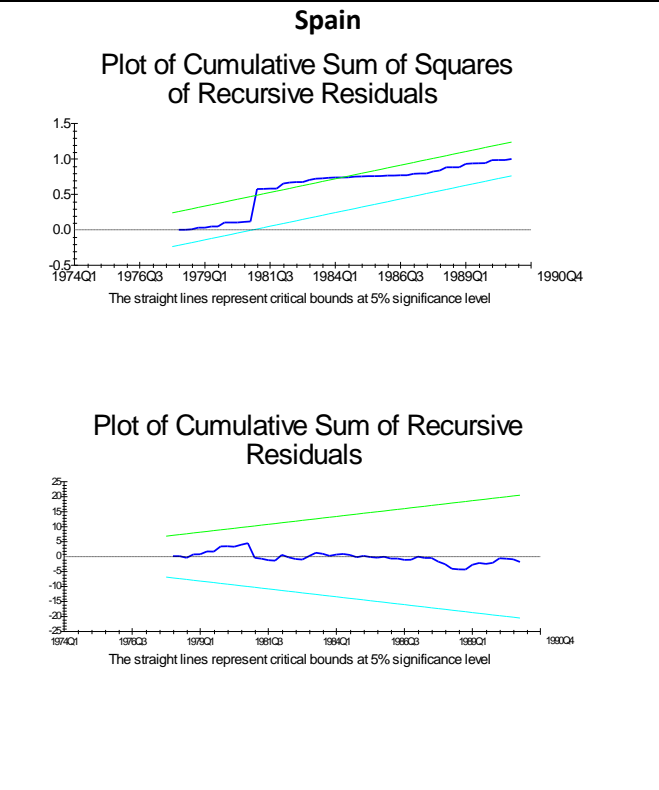 Spain
Plot of Cumulative Sum of Squares
of Recursive Residuals
1.5
1.0
0.5
0.0
-0.5
1974Q1 1976Q3 1979Q1 1981Q3 1984Q1 1986Q3 1989Q1 1990Q4
The straight lines represent critical bounds at 5% significance level
Plot of Cumulative Sum of Recursive
Residuals
25
20
15
10
5
0
-5
-10
-15
-20
-25
1974Q1 1976Q3 1979Q1 1981Q3 1984Q1 1986Q3 1989Q1 1990Q4
The straight lines represent critical bounds at 5% significance level